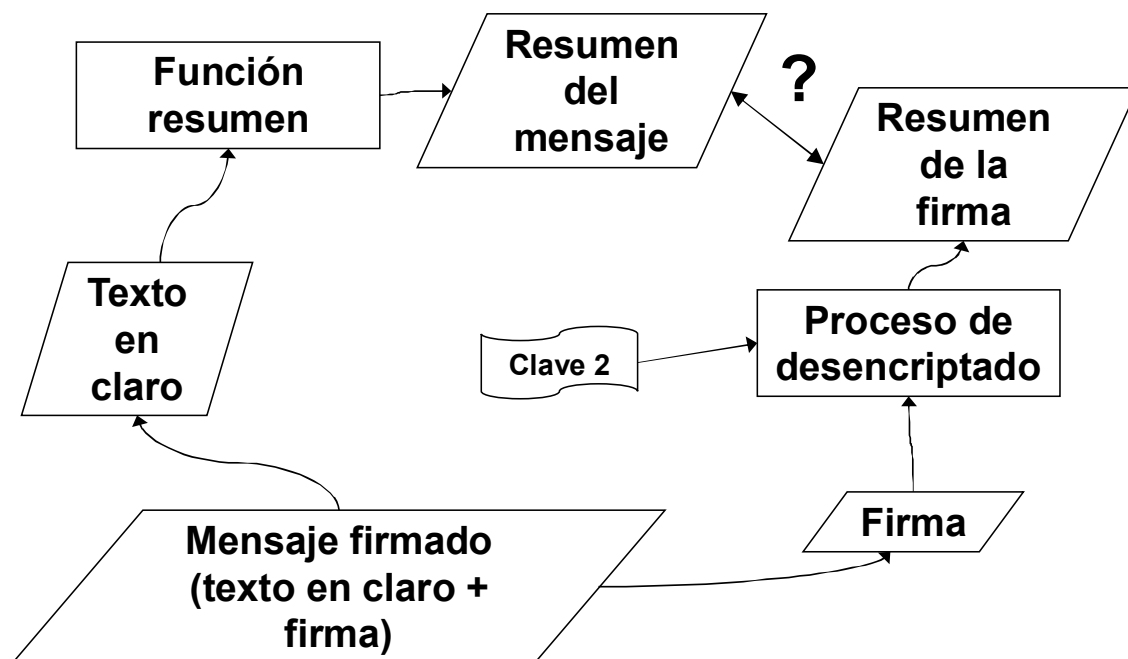 Función
resumen
Resumen
del
mensaje
?
Resumen
de la
firma
Texto
en
claro
Clave 2
Proceso de
desencriptado
Firma
Mensaje firmado
(texto en claro +
firma)